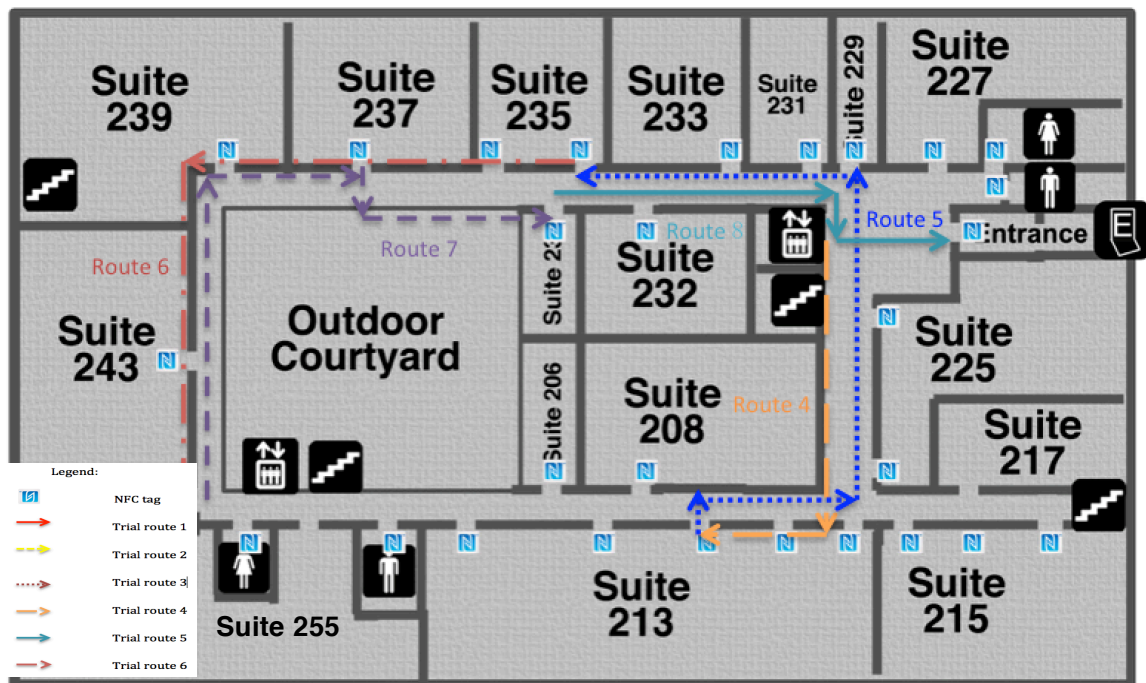 Suite
239
Suite
237
Suite
235
Suite
233
Suite
231
Suite 229
Suite
227
Route 6
Route 7
Suite 23
Route 8
Suite
232
Route 5
Entrance
E
Suite
243
Outdoor
Courtyard
Suite 206
Suite
208
Route 4
Suite
225
Suite
217
Legend:
NFC tag
Trial route 1
Trial route 2
Trial route 3
Trial route 4
Trial route 5
Trial route 6
Suite 255
Suite
213
Suite
215